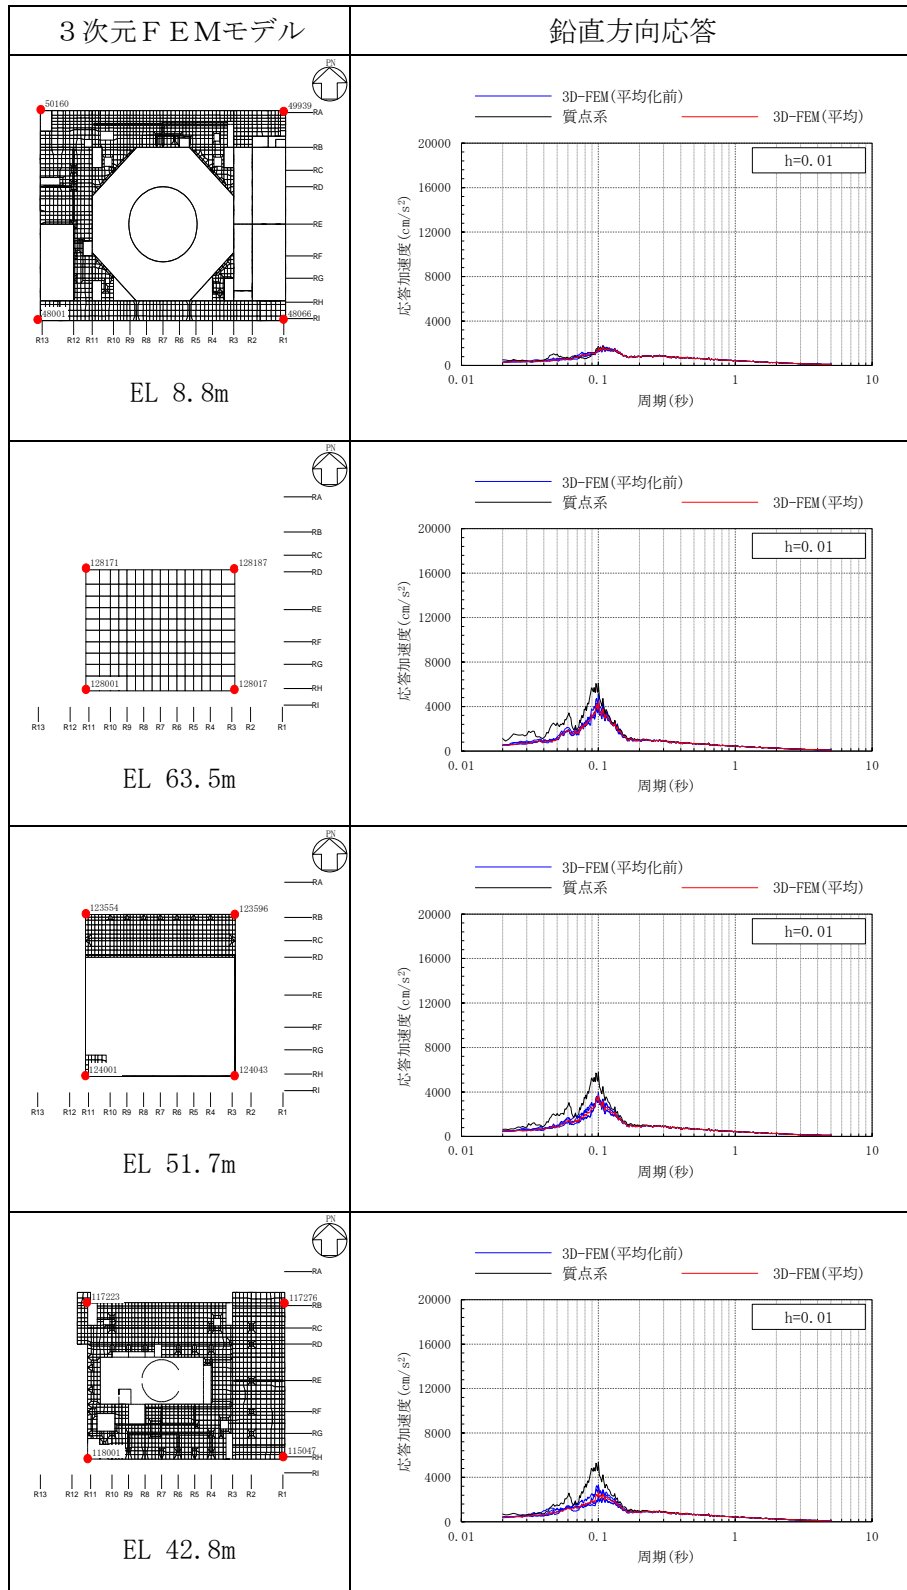 ３次元ＦＥＭモデル
鉛直方向応答
PN
50160
49939
RA
RB
RC
RD
RE
RF
RG
RH
RI
48001
48066
R13 R12 R11 R10 R9 R8 R7 R6 R5 R4 R3 R2 R1
EL 8.8m
3D-FEM(平均化前)
質点系
3D-FEM(平均)
h=0.01
応答加速度(cm/s²)
20000
16000
12000
8000
4000
0
0.01 0.1 1 10
周期(秒)
PN
RA
RB
RC
128171
128187
RD
RE
RF
RG
128001
128017
RH
RI
R13 R12 R11 R10 R9 R8 R7 R6 R5 R4 R3 R2 R1
EL 63.5m
3D-FEM(平均化前)
質点系
3D-FEM(平均)
h=0.01
応答加速度(cm/s²)
20000
16000
12000
8000
4000
0
0.01 0.1 1 10
周期(秒)
PN
RA
123554
123596
RB
RC
RD
RE
RF
RG
124001
124043
RH
RI
R13 R12 R11 R10 R9 R8 R7 R6 R5 R4 R3 R2 R1
EL 51.7m
3D-FEM(平均化前)
質点系
3D-FEM(平均)
h=0.01
応答加速度(cm/s²)
20000
16000
12000
8000
4000
0
0.01 0.1 1 10
周期(秒)
PN
RA
117223
117276
RB
RC
RD
RE
RF
RG
118001
115047
RH
RI
R13 R12 R11 R10 R9 R8 R7 R6 R5 R4 R3 R2 R1
EL 42.8m
3D-FEM(平均化前)
質点系
3D-FEM(平均)
h=0.01
応答加速度(cm/s²)
20000
16000
12000
8000
4000
0
0.01 0.1 1 10
周期(秒)